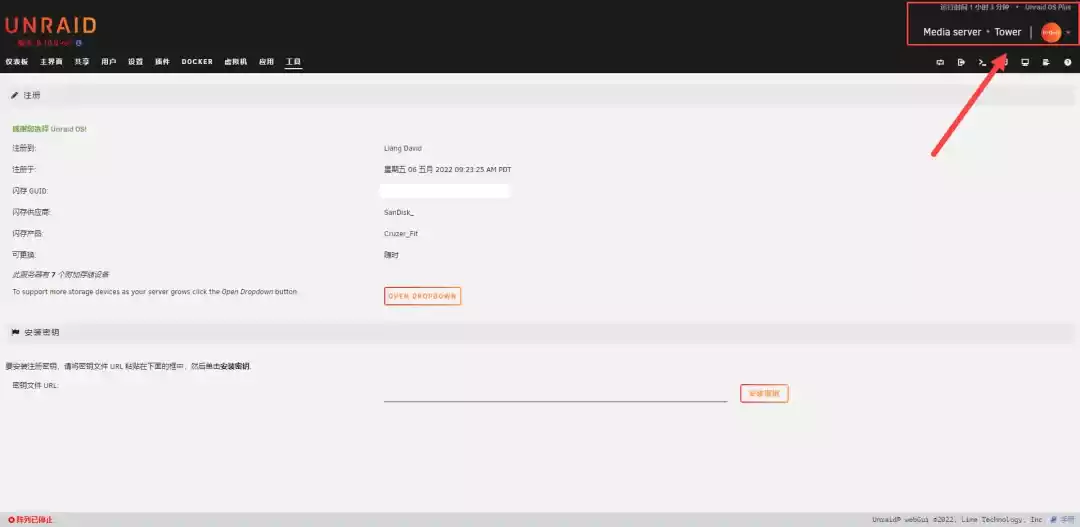 运行时间 1 小时 3 分钟 • Unraid OS Plus
UNRAID
Media server • Tower
仪表板 主界面 共享 用户 设置 插件 DOCKER 虚拟机 应用 工具
注册
感谢您选择 Unraid OS!
注册到: Liang David
注册于: 星期五 06 五月 2022 09:23:25 AM PDT
闪存 GUID:
闪存供应商: SanDisk_
闪存产品: Cruzer_Fit
可更换: 随时
此服务器有 7 个附加存储设备
To support more storage devices as your server grows click the Open Dropdown button.
OPEN DROPDOWN
安装密钥
要安装注册密钥，请将密钥文件 URL 粘贴在下面的框中，然后单击安装密钥.
密钥文件 URL:
安装密钥
阵列已停止
Unraid® webGui ©2022, Lime Technology, Inc. 手册